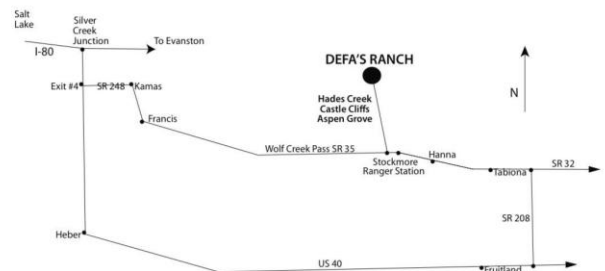 Salt
Lake
I-80
Silver
Creek
Junction
To Evanston
DEFA'S RANCH
N
Exit #4
SR 248
Kamas
Hades Creek
Castle Cliffs
Aspen Grove
Francis
Wolf Creek Pass SR 35
Stockmore
Ranger Station
Hanna
Tabiona
SR 32
SR 208
Heber
US 40
Fruitland